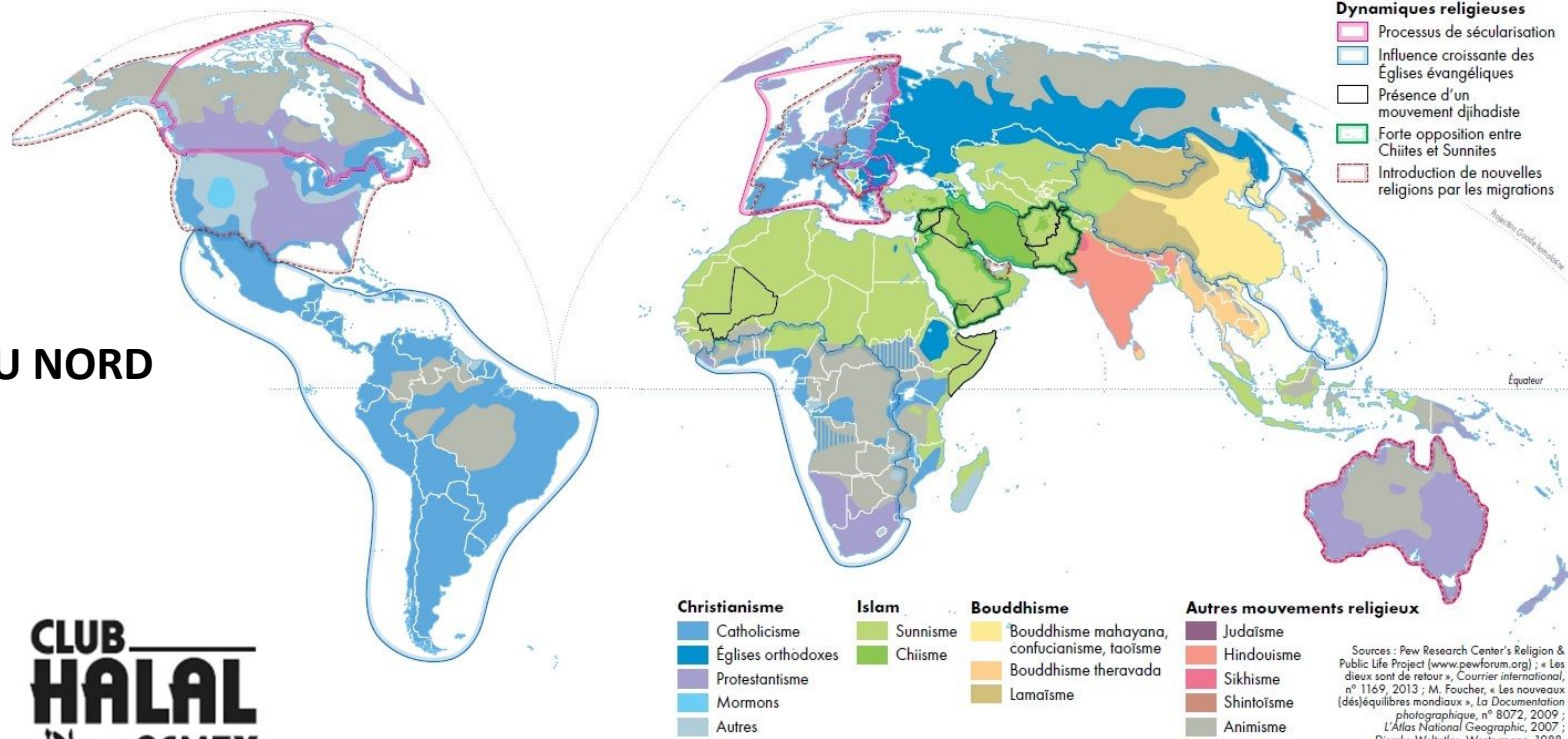 Dynamiques religieuses
Processus de sécularisation
Influence croissante des
Églises évangéliques
Présence d'un
mouvement djihadiste
Forte opposition entre
Chiites et Sunnites
Introduction de nouvelles
religions par les migrations
U NORD
Équateur
CLUB
HALAL
Christianisme
Catholicisme
Églises orthodoxes
Protestantisme
Mormons
Autres
Islam
Sunnisme
Chiisme
Bouddhisme
Bouddhisme mahayana,
confucianisme, taoïsme
Bouddhisme theravada
Lamaïsme
Autres mouvements religieux
Judaïsme
Hindouisme
Sikhisme
Shintoïsme
Animisme
Sources : Pew Research Center's Religion &
Public Life Project (www.pewforum.org) ; « Les
dieux sont de retour », Courrier international,
n° 1169, 2013 ; M. Foucher, « Les nouveaux
(dés)équilibres mondiaux », La Documentation
photographique, n° 8072, 2009 ;
L'Atlas National Geographic, 2007 ;